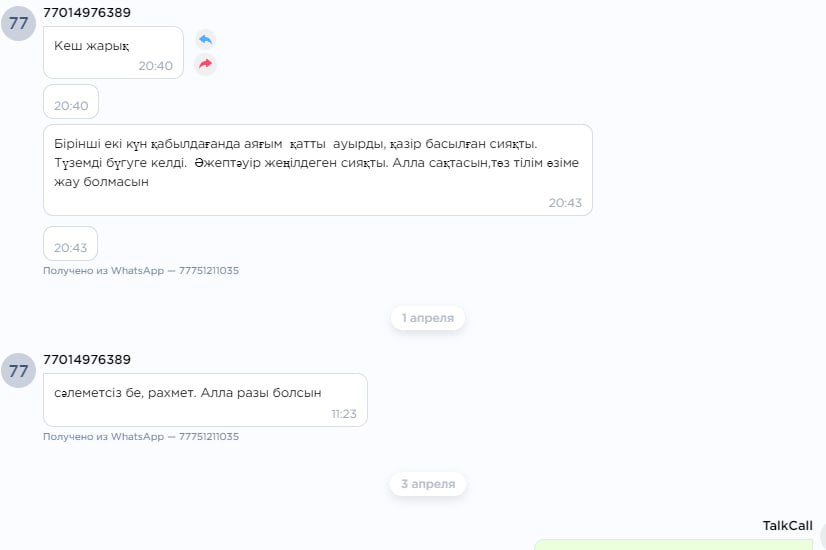 77014976389
77
Кеш жарық
20:40
20:40
Бірінші екі күн қабылдағанда аяғым қатты ауырды, қазір басылған сияқты.
Түземді бүгуге келді. Әжептәуір жеңілдеген сияқты. Алла сақтасын,төз тілім өзіме
жау болмасын
20:43
20:43
Получено из WhatsApp — 77751211035
1 апреля
77014976389
77
сәлеметсіз бе, рахмет. Алла разы болсын
11:23
Получено из WhatsApp — 77751211035
3 апреля
TalkCall